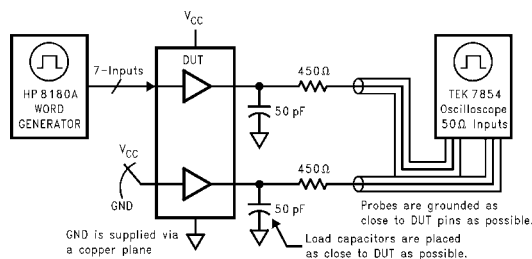 VCC
DUT
HP8180A
WORD
GENERATOR
7-Inputs
450Ω
50 pF
TEK 7854
Oscilloscope
50Ω Inputs
VCC
GND
450Ω
50 pF
GND is supplied via
a copper plane
Load capacitors are placed
as close to DUT as possible.
Probes are grounded as
close to DUT pins as possible.